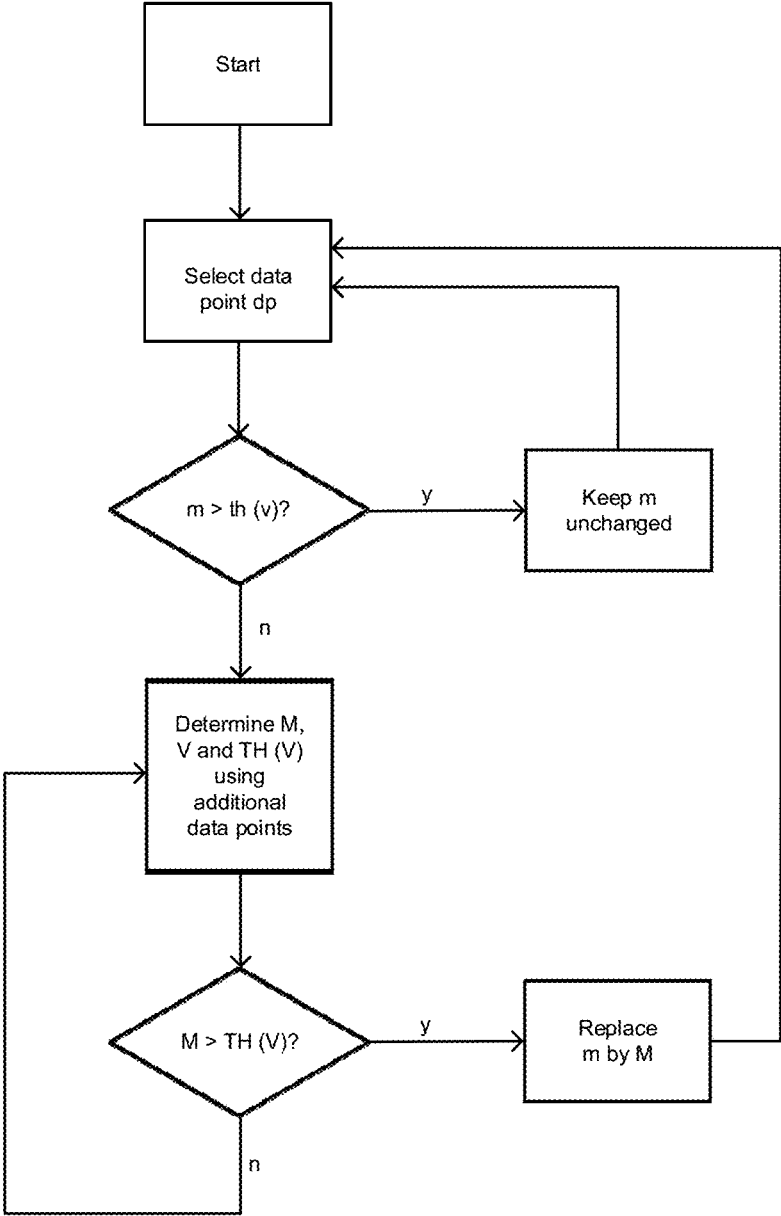 Start
Select data
point dp
m > th (v)?
y
Keep m
unchanged
n
Determine M,
V and TH (V)
using
additional
data points
M > TH (V)?
y
Replace
m by M
n